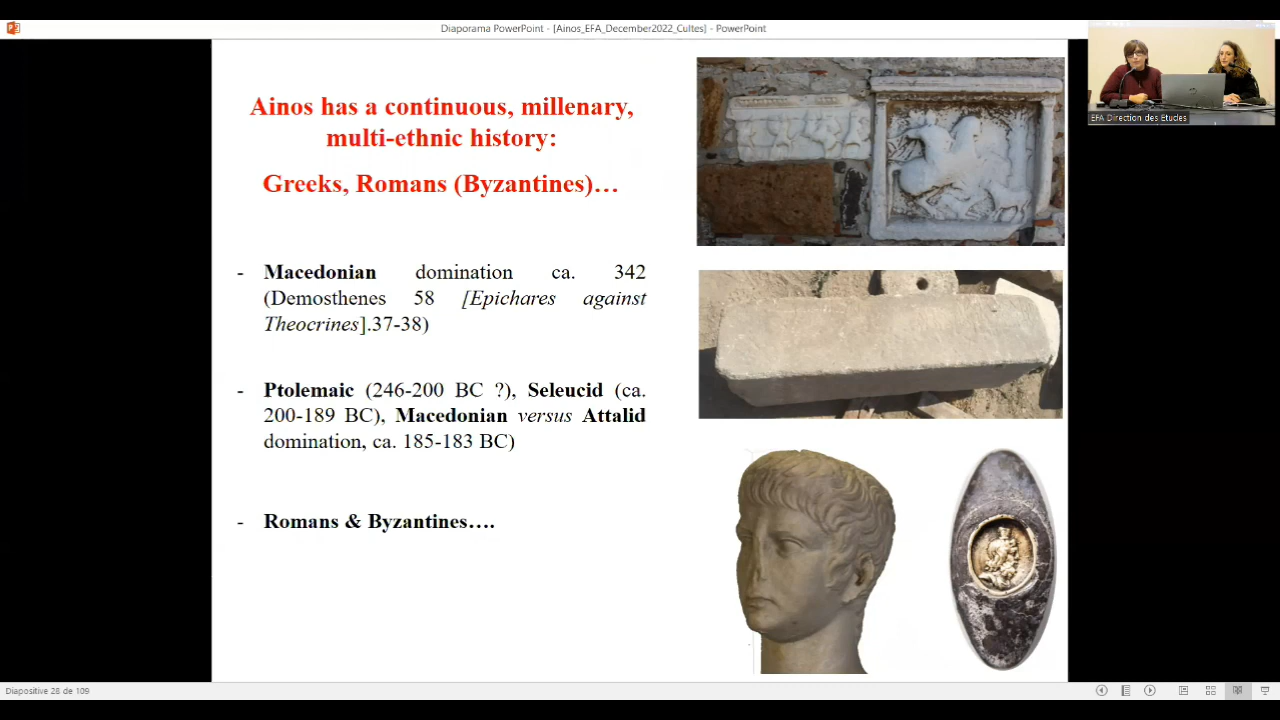 Diaporama PowerPoint - [Ainos_EFA_December2022_Cultes] - PowerPoint
Ainos has a continuous, millenary,
multi-ethnic history:
Greeks, Romans (Byzantines)…
- Macedonian domination ca. 342
(Demosthenes 58 [Epichares against
Theocrines].37-38)
- Ptolemaic (246-200 BC ?), Seleucid (ca.
200-189 BC), Macedonian versus Attalid
domination, ca. 185-183 BC)
- Romans & Byzantines….
EFA Direction des Etudes
Diapositive 28 de 109